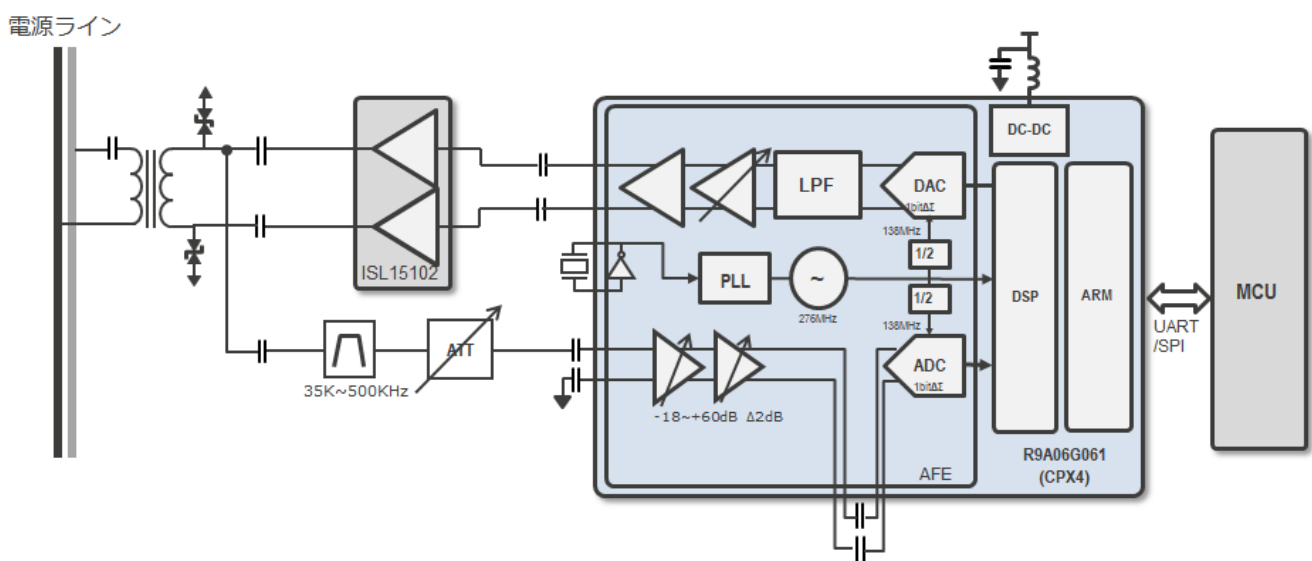 電源ライン
ISL15102
35K~500KHz
ATT
LPF
DAC
1bitΔΣ
138MHz
1/2
PLL
~
276MHz
1/2
138MHz
ADC
1bitΔΣ
-18~+60dB Δ2dB
AFE
DC-DC
DSP
ARM
R9A06G061
(CPX4)
UART
/SPI
MCU